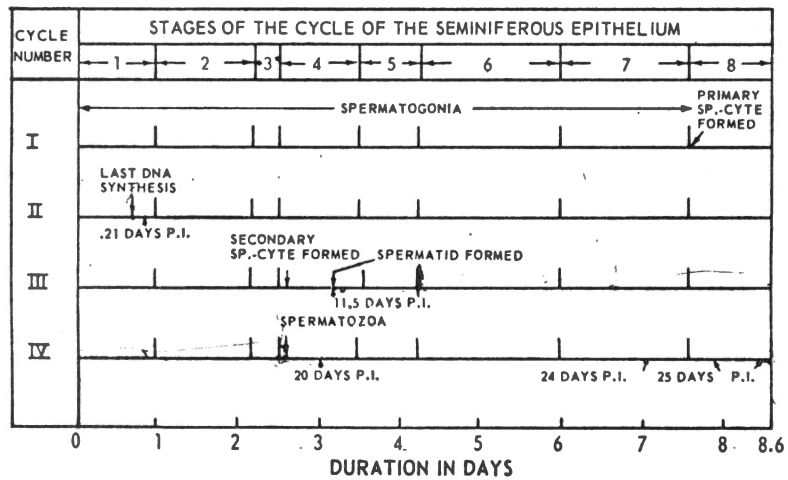 STAGES OF THE CYCLE OF THE SEMINIFEROUS EPITHELIUM
CYCLE
NUMBER
1 2 3 4 5 6 7 8
SPERMATOGONIA
PRIMARY
SP.-CYTE
FORMED
I
LAST DNA
SYNTHESIS
II
.21 DAYS P.I.
SECONDARY
SP.-CYTE FORMED
SPERMATID FORMED
III
11.5 DAYS P.I.
SPERMATOZOA
IV
20 DAYS P.I.
24 DAYS P.I.
25 DAYS P.I.
0 1 2 3 4 5 6 7 8 8.6
DURATION IN DAYS